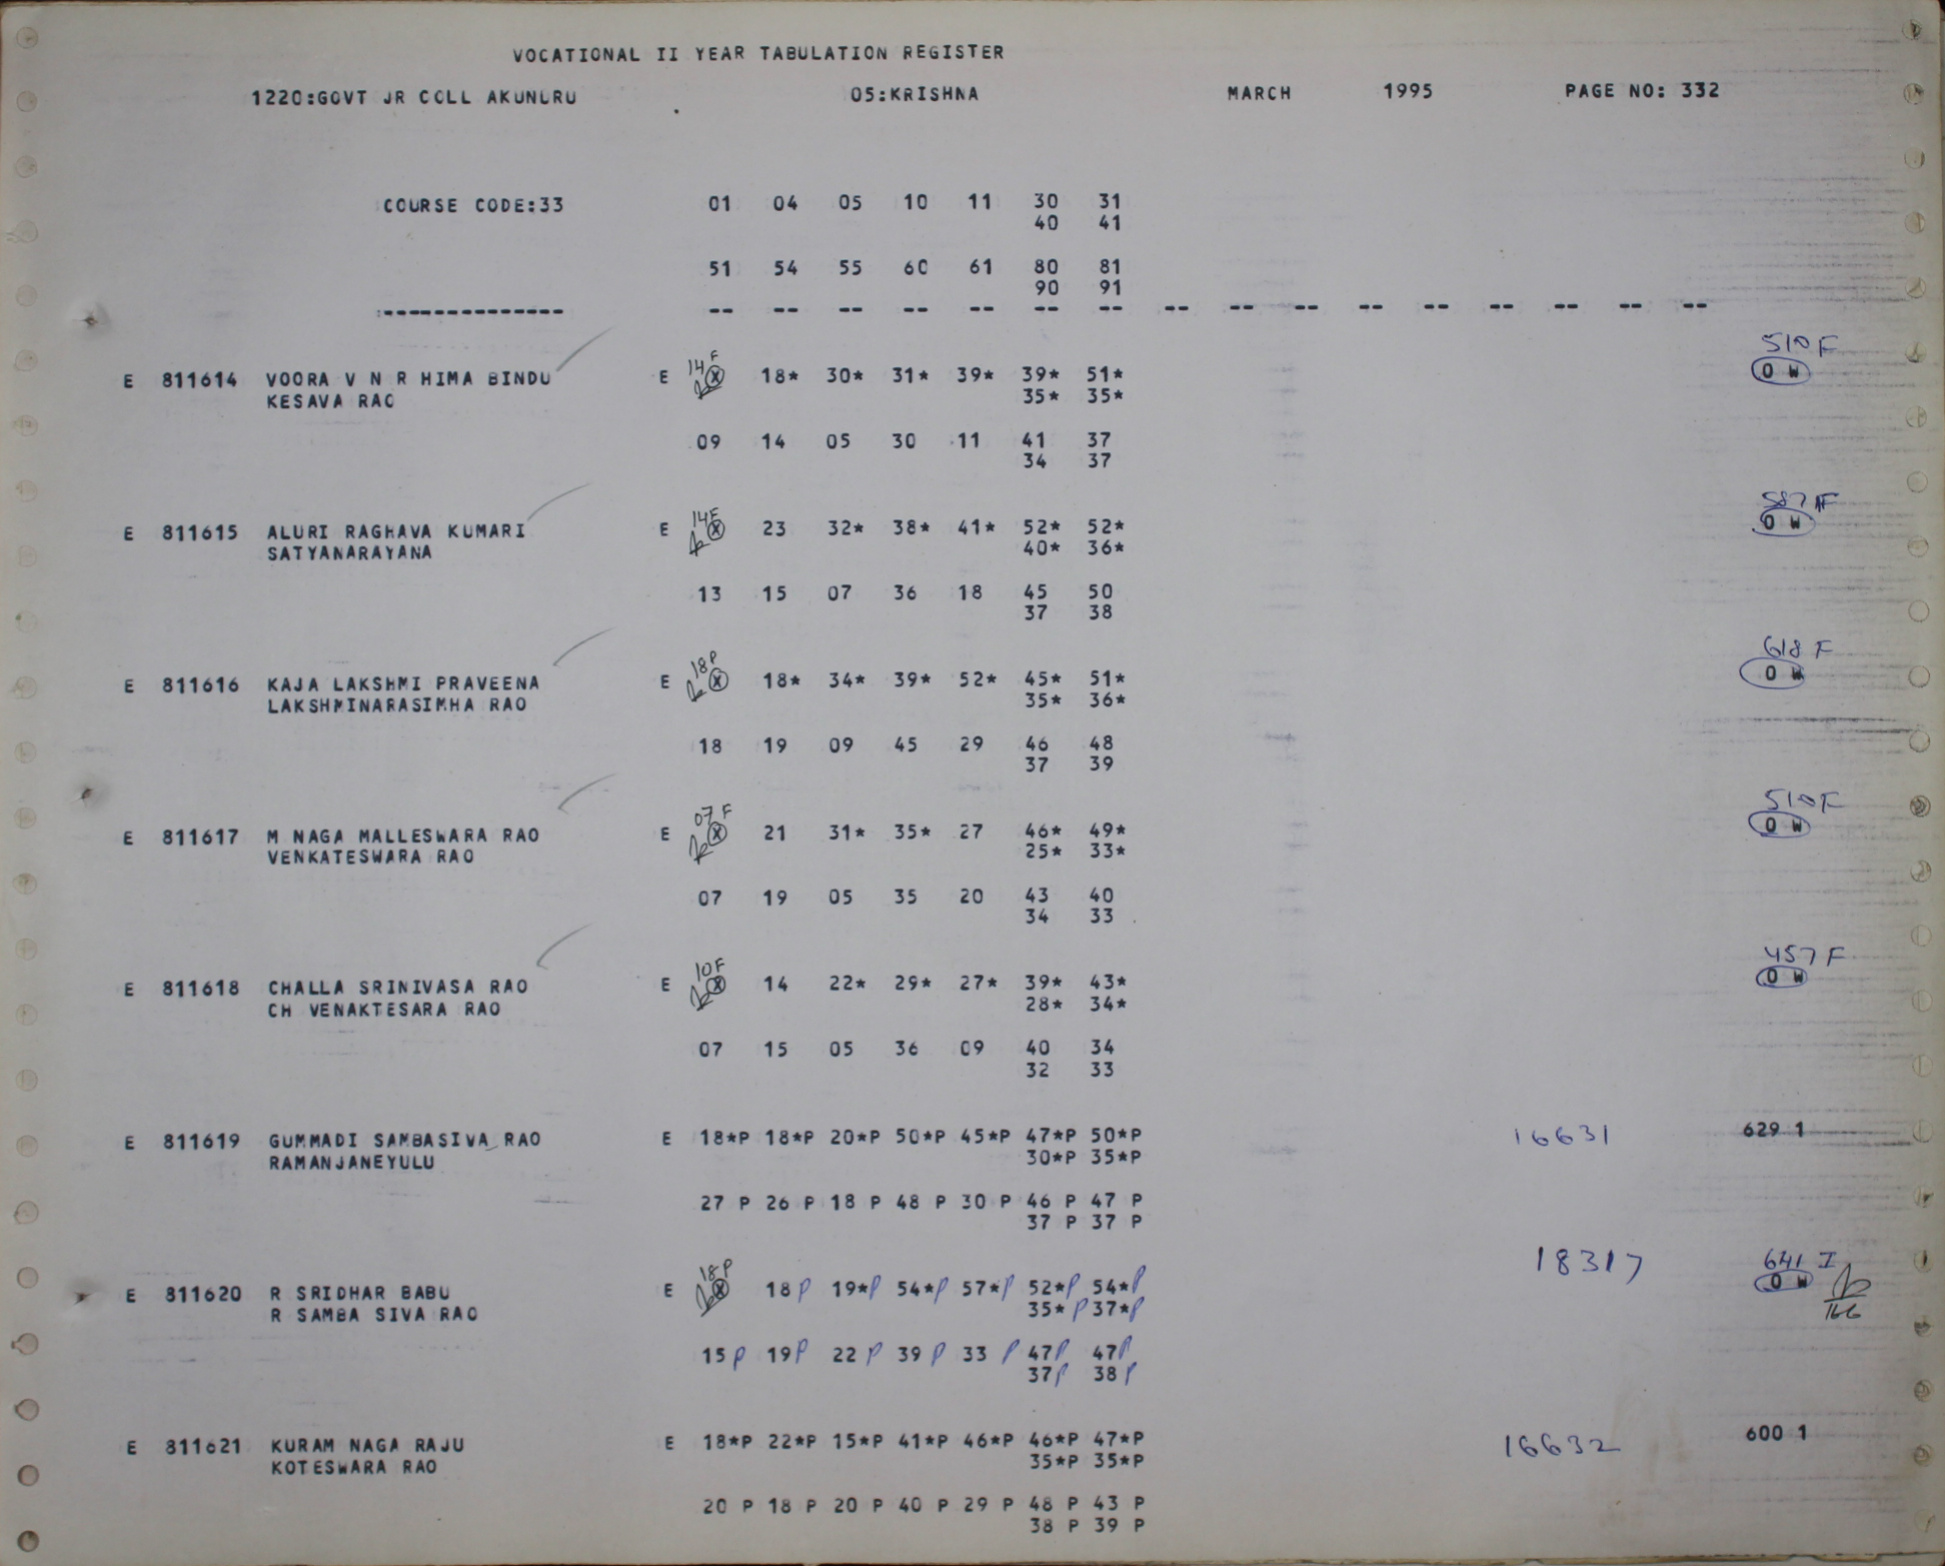 VOCATIONAL II YEAR TABULATION REGISTER
1220:GOVT JR COLL AKUNURU 05:KRISHNA MARCH 1995 PAGE NO: 332
COURSE CODE:33 01 04 05 10 11 30 31
40 41
51 54 55 60 61 80 81
90 91
-------------- -- -- -- -- -- -- -- -- -- -- -- -- -- -- -- --
14 F 510 F
E 811614 VOORA V N R HIMA BINDU E X 18* 30* 31* 39* 39* 51* O W
KESAVA RAO 35* 35*
09 14 05 30 11 41 37
34 37
14F 587 F
E 811615 ALURI RAGHAVA KUMARI E X 23 32* 38* 41* 52* 52* O W
SATYANARAYANA 40* 36*
13 15 07 36 18 45 50
37 38
18P 618 F
E 811616 KAJA LAKSHMI PRAVEENA E X 18* 34* 39* 52* 45* 51* O W
LAKSHMINARASIMHA RAO 35* 36*
18 19 09 45 29 46 48
37 39
07 F 510 F
E 811617 M NAGA MALLESWARA RAO E X 21 31* 35* 27 46* 49* O W
VENKATESWARA RAO 25* 33*
07 19 05 35 20 43 40
34 33
10F 457 F
E 811618 CHALLA SRINIVASA RAO E X 14 22* 29* 27* 39* 43* O W
CH VENAKTESARA RAO 28* 34*
07 15 05 36 09 40 34
32 33
E 811619 GUMMADI SAMBASIVA RAO E 18*P 18*P 20*P 50*P 45*P 47*P 50*P 16631 629 1
RAMANJANEYULU 30*P 35*P
27 P 26 P 18 P 48 P 30 P 46 P 47 P
37 P 37 P
18P 18317 641 I
E 811620 R SRIDHAR BABU E X 18 P 19*P 54*P 57*P 52*P 54*P O W
R SAMBA SIVA RAO 35*P 37*P
15 P 19 P 22 P 39 P 33 P 47 P 47 P
37 P 38 P
E 811621 KURAM NAGA RAJU E 18*P 22*P 15*P 41*P 46*P 46*P 47*P 16632 600 1
KOTESWARA RAO 35*P 35*P
20 P 18 P 20 P 40 P 29 P 48 P 43 P
38 P 39 P